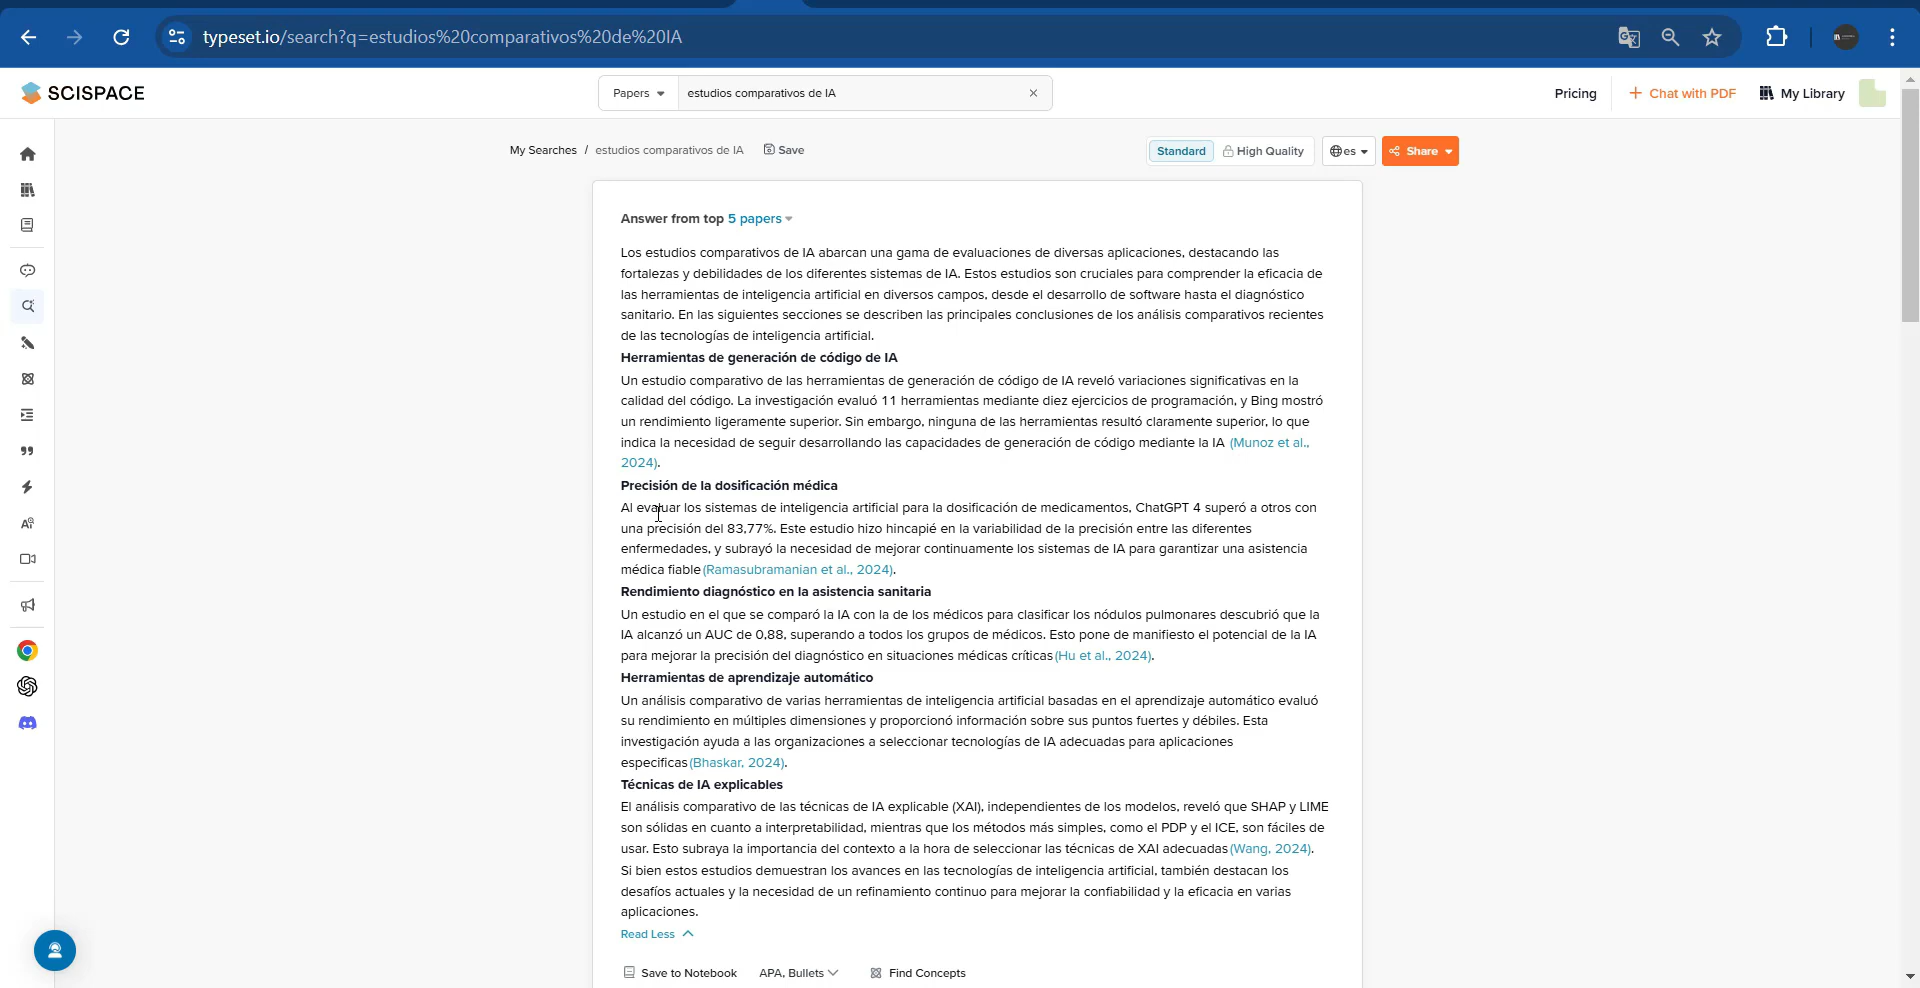 typeset.io/search?q=estudios%20comparativos%20de%20IA
SCISPACE
Papers
estudios comparativos de IA
Pricing
+ Chat with PDF
My Library
My Searches / estudios comparativos de IA
Save
Standard
High Quality
es
Share
Answer from top 5 papers
Los estudios comparativos de IA abarcan una gama de evaluaciones de diversas aplicaciones, destacando las
fortalezas y debilidades de los diferentes sistemas de IA. Estos estudios son cruciales para comprender la eficacia de
las herramientas de inteligencia artificial en diversos campos, desde el desarrollo de software hasta el diagnóstico
sanitario. En las siguientes secciones se describen las principales conclusiones de los análisis comparativos recientes
de las tecnologías de inteligencia artificial.
Herramientas de generación de código de IA
Un estudio comparativo de las herramientas de generación de código de IA reveló variaciones significativas en la
calidad del código. La investigación evaluó 11 herramientas mediante diez ejercicios de programación, y Bing mostró
un rendimiento ligeramente superior. Sin embargo, ninguna de las herramientas resultó claramente superior, lo que
indica la necesidad de seguir desarrollando las capacidades de generación de código mediante la IA (Munoz et al.,
2024).
Precisión de la dosificación médica
Al evaluar los sistemas de inteligencia artificial para la dosificación de medicamentos, ChatGPT 4 superó a otros con
una precisión del 83,77%. Este estudio hizo hincapié en la variabilidad de la precisión entre las diferentes
enfermedades, y subrayó la necesidad de mejorar continuamente los sistemas de IA para garantizar una asistencia
médica fiable (Ramasubramanian et al., 2024).
Rendimiento diagnóstico en la asistencia sanitaria
Un estudio en el que se comparó la IA con la de los médicos para clasificar los nódulos pulmonares descubrió que la
IA alcanzó un AUC de 0,88, superando a todos los grupos de médicos. Esto pone de manifiesto el potencial de la IA
para mejorar la precisión del diagnóstico en situaciones médicas críticas (Hu et al., 2024).
Herramientas de aprendizaje automático
Un análisis comparativo de varias herramientas de inteligencia artificial basadas en el aprendizaje automático evaluó
su rendimiento en múltiples dimensiones y proporcionó información sobre sus puntos fuertes y débiles. Esta
investigación ayuda a las organizaciones a seleccionar tecnologías de IA adecuadas para aplicaciones
específicas (Bhaskar, 2024).
Técnicas de IA explicables
El análisis comparativo de las técnicas de IA explicable (XAI), independientes de los modelos, reveló que SHAP y LIME
son sólidas en cuanto a interpretabilidad, mientras que los métodos más simples, como el PDP y el ICE, son fáciles de
usar. Esto subraya la importancia del contexto a la hora de seleccionar las técnicas de XAI adecuadas (Wang, 2024).
Si bien estos estudios demuestran los avances en las tecnologías de inteligencia artificial, también destacan los
desafíos actuales y la necesidad de un refinamiento continuo para mejorar la confiabilidad y la eficacia en varias
aplicaciones.
Read Less
Save to Notebook
APA, Bullets
Find Concepts